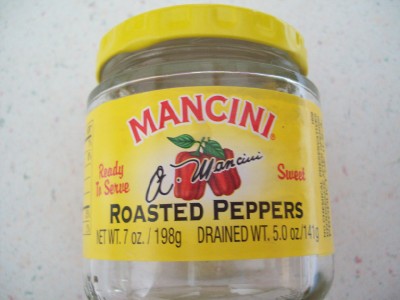 MANCINI®
Ready
To Serve
A. Mancini
Sweet
ROASTED PEPPERS
NET WT. 7 oz. / 198g DRAINED WT. 5.0 oz./141g